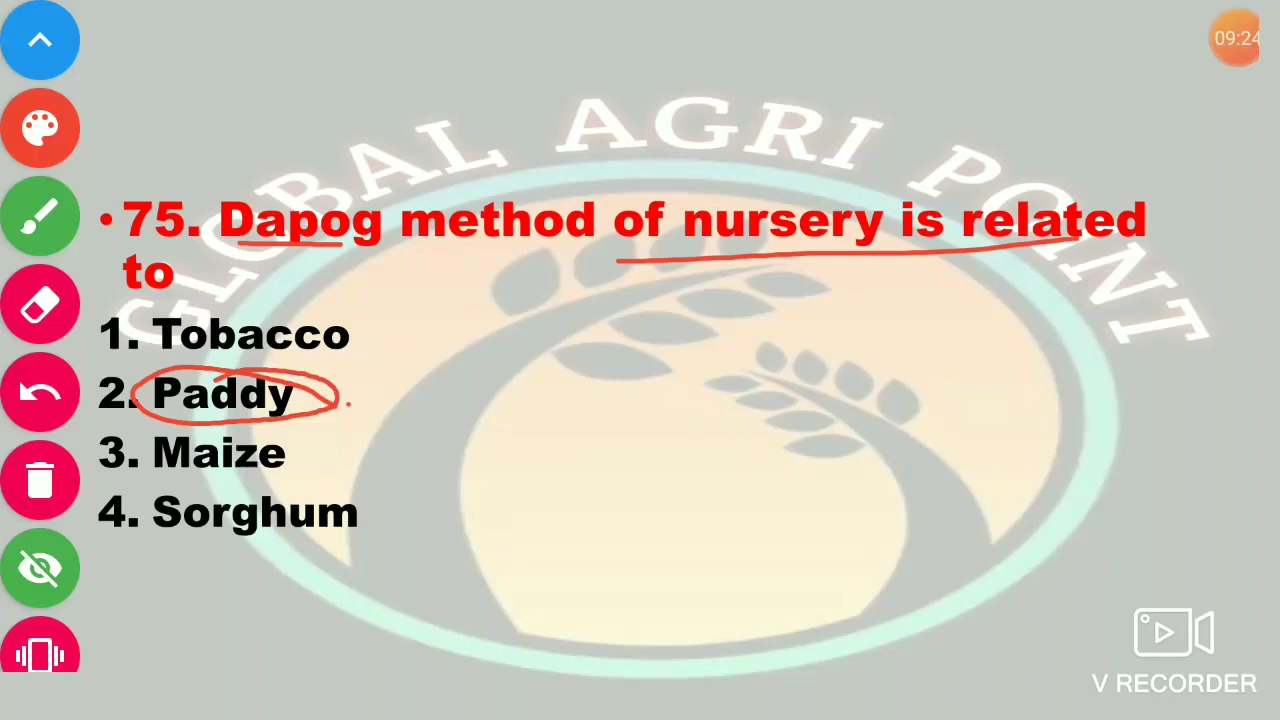 09:24
GLOBAL AGRI POINT
• 75. Dapog method of nursery is related
to
1. Tobacco
2. Paddy
3. Maize
4. Sorghum
V RECORDER